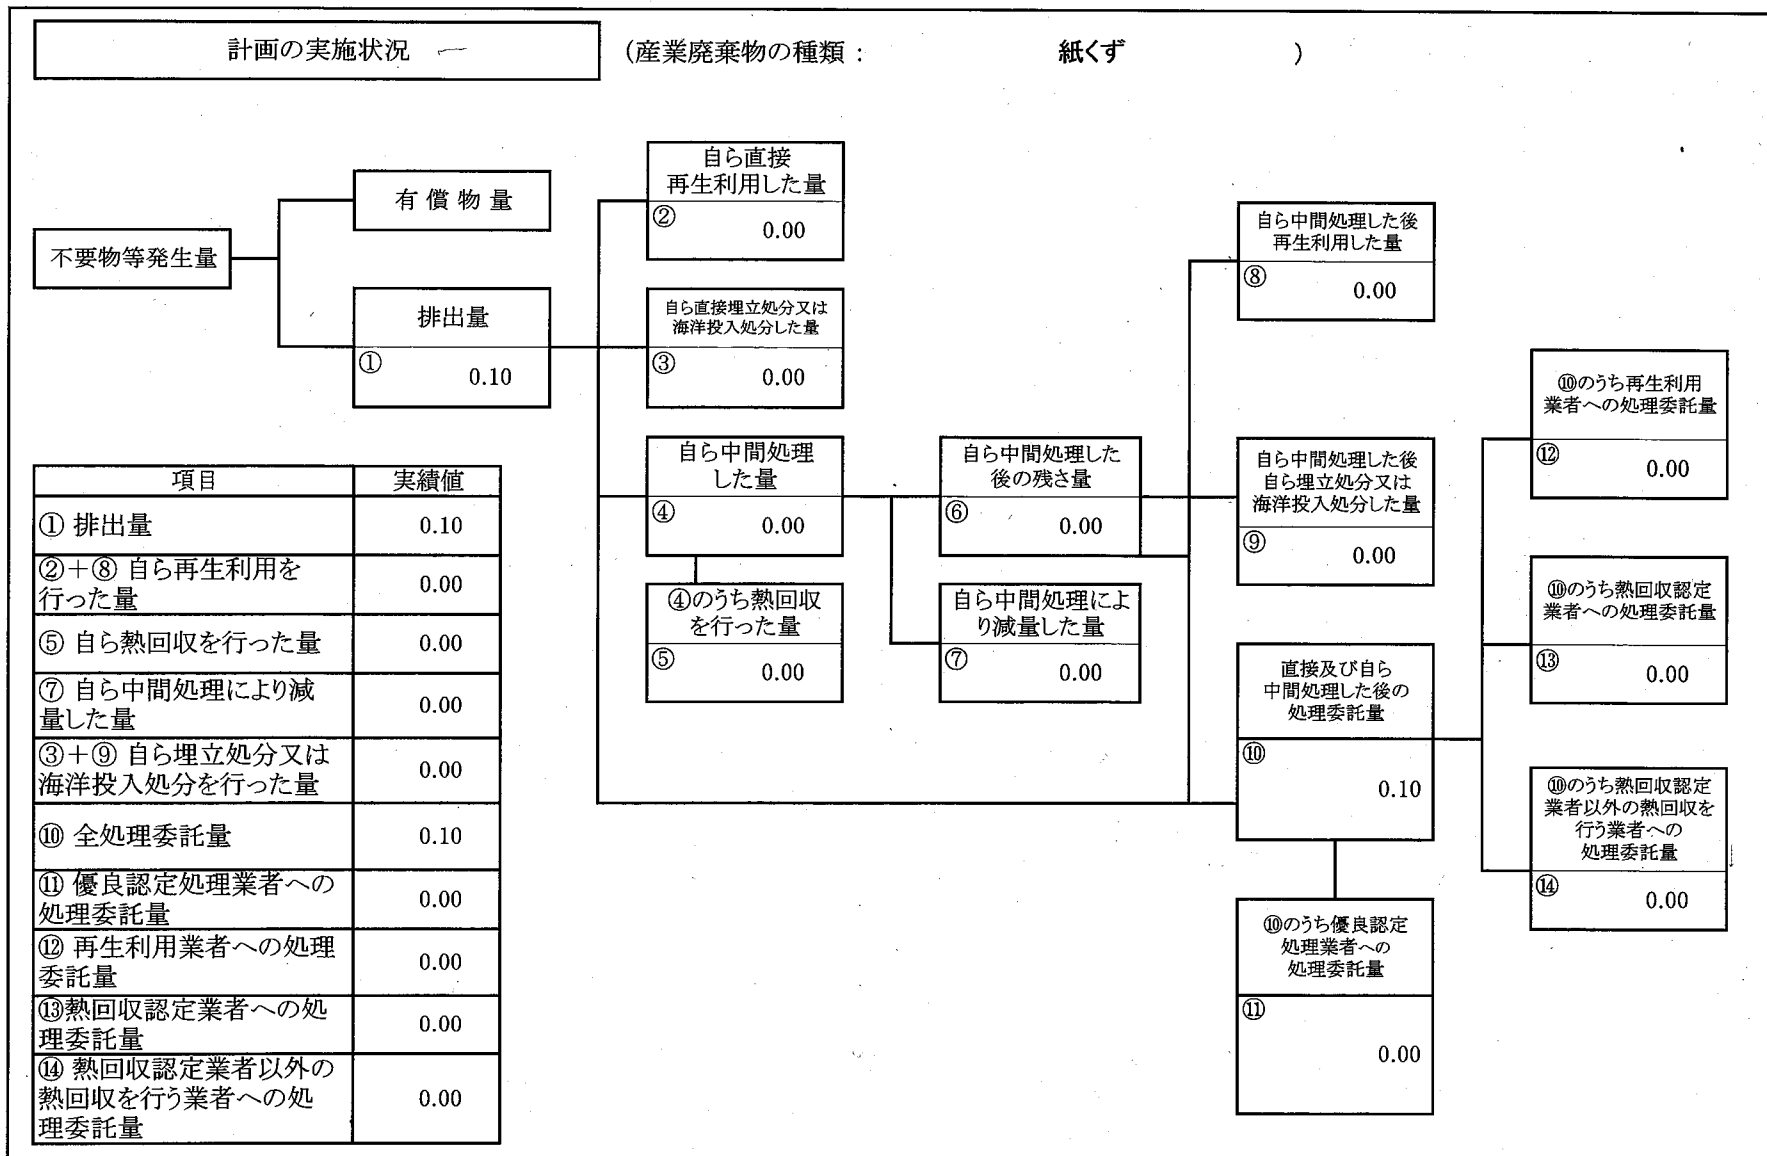 計画の実施状況
(産業廃棄物の種類： 紙くず )
不要物等発生量
有償物量
排出量
① 0.10
自ら直接
再生利用した量
② 0.00
自ら直接埋立処分又は
海洋投入処分した量
③ 0.00
自ら中間処理
した量
④ 0.00
④のうち熱回収
を行った量
⑤ 0.00
自ら中間処理した
後の残さ量
⑥ 0.00
自ら中間処理によ
り減量した量
⑦ 0.00
自ら中間処理した後
再生利用した量
⑧ 0.00
自ら中間処理した後
自ら埋立処分又は
海洋投入処分した量
⑨ 0.00
直接及び自ら
中間処理した後の
処理委託量
⑩
0.10
⑩のうち優良認定
処理業者への
処理委託量
⑪
0.00
⑩のうち再生利用
業者への処理委託量
⑫ 0.00
⑩のうち熱回収認定
業者への処理委託量
⑬ 0.00
⑩のうち熱回収認定
業者以外の熱回収を
行う業者への
処理委託量
⑭ 0.00
項目 実績値
① 排出量 0.10
②＋⑧ 自ら再生利用を
行った量 0.00
⑤ 自ら熱回収を行った量 0.00
⑦ 自ら中間処理により減
量した量 0.00
③＋⑨ 自ら埋立処分又は
海洋投入処分を行った量 0.00
⑩ 全処理委託量 0.10
⑪ 優良認定処理業者への
処理委託量 0.00
⑫ 再生利用業者への処理
委託量 0.00
⑬熱回収認定業者への処
理委託量 0.00
⑭ 熱回収認定業者以外の
熱回収を行う業者への処
理委託量 0.00